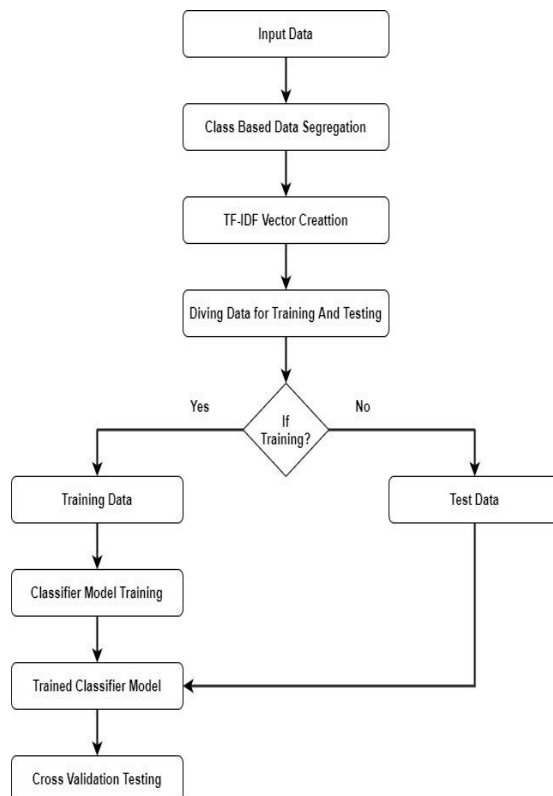 Input Data
Class Based Data Segregation
TF-IDF Vector Creattion
Diving Data for Training And Testing
If
Training?
Yes
No
Training Data
Test Data
Classifier Model Training
Trained Classifier Model
Cross Validation Testing